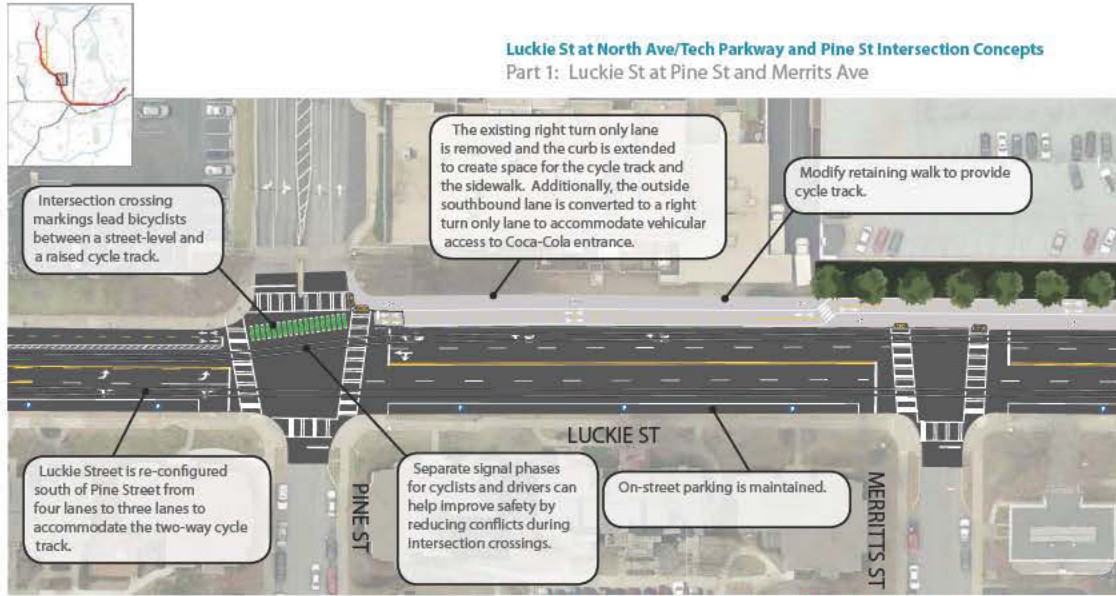 Luckie St at North Ave/Tech Parkway and Pine St Intersection Concepts
Part 1: Luckie St at Pine St and Merrits Ave
The existing right turn only lane
is removed and the curb is extended
to create space for the cycle track and
the sidewalk. Additionally, the outside
southbound lane is converted to a right
turn only lane to accommodate vehicular
access to Coca-Cola entrance.
Modify retaining walk to provide
cycle track.
Intersection crossing
markings lead bicyclists
between a street-level and
a raised cycle track.
LUCKIE ST
Luckie Street is re-configured
south of Pine Street from
four lanes to three lanes to
accommodate the two-way cycle
track.
PINE ST
Separate signal phases
for cyclists and drivers can
help improve safety by
reducing conflicts during
intersection crossings.
On-street parking is maintained.
MERRITTS ST